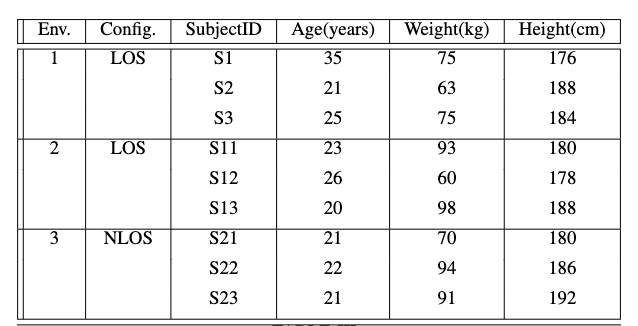 Env. Config. SubjectID Age(years) Weight(kg) Height(cm)
1 LOS S1 35 75 176
S2 21 63 188
S3 25 75 184
2 LOS S11 23 93 180
S12 26 60 178
S13 20 98 188
3 NLOS S21 21 70 180
S22 22 94 186
S23 21 91 192